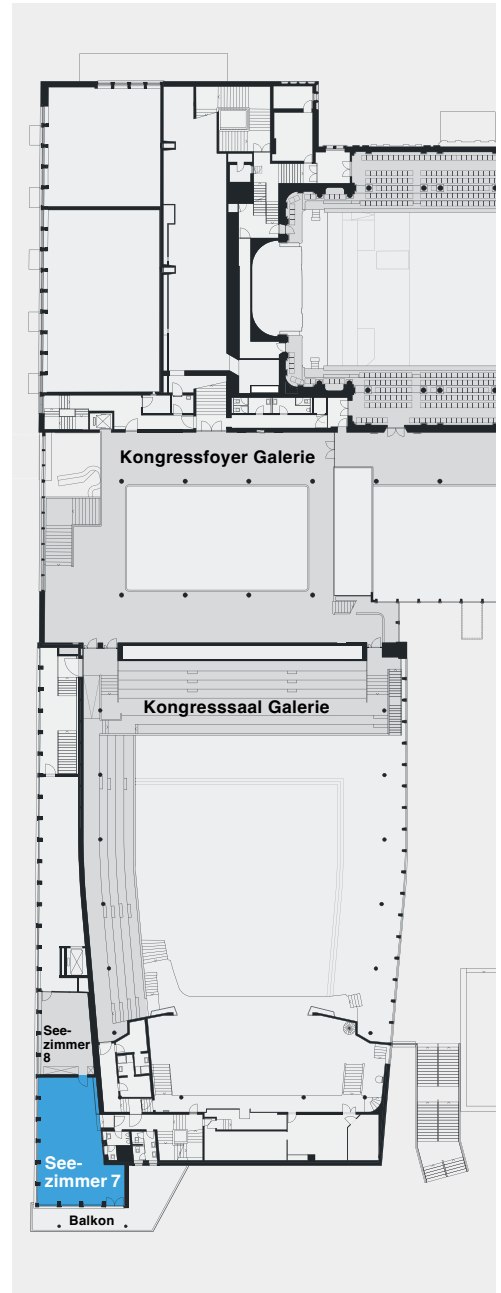 Kongressfoyer Galerie
Kongresssaal Galerie
See-
zimmer
8
See-
zimmer 7
Balkon